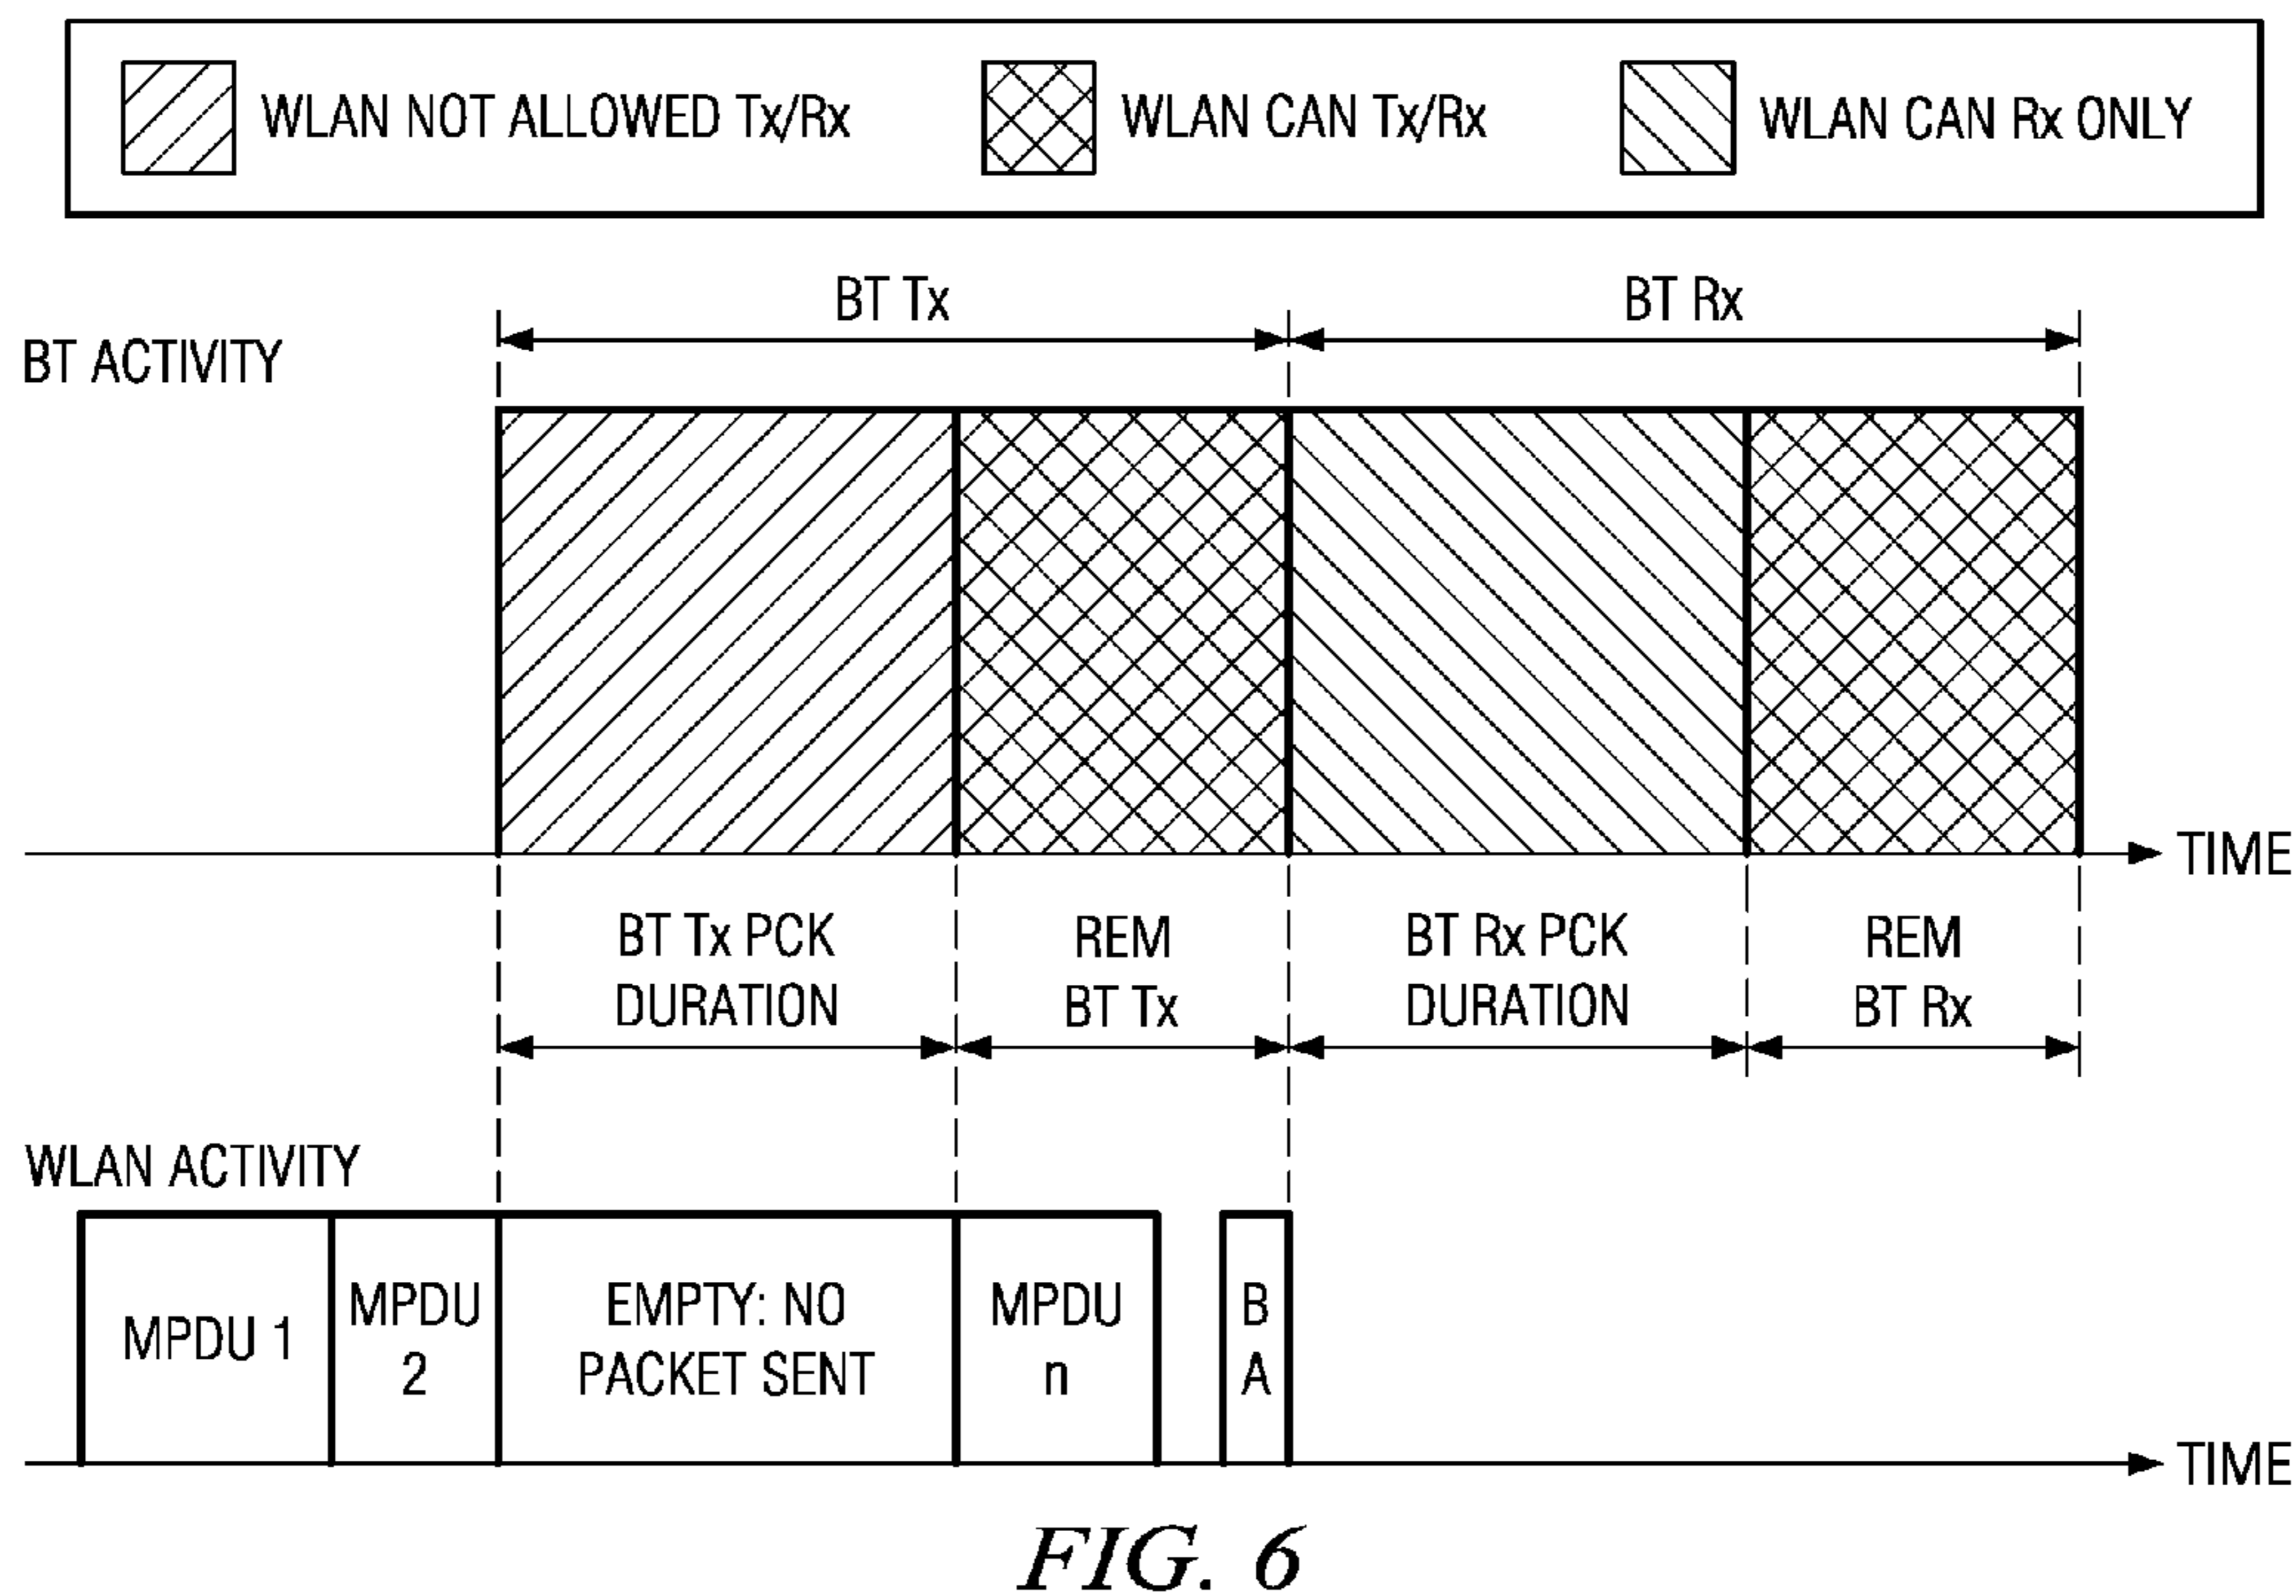 WLAN NOT ALLOWED Tx/Rx
WLAN CAN Tx/Rx
WLAN CAN Rx ONLY
BT Tx
BT Rx
BT ACTIVITY
TIME
BT Tx PCK
DURATION
REM
BT Tx
BT Rx PCK
DURATION
REM
BT Rx
WLAN ACTIVITY
MPDU 1
MPDU
2
EMPTY: NO
PACKET SENT
MPDU
n
B
A
TIME
FIG. 6